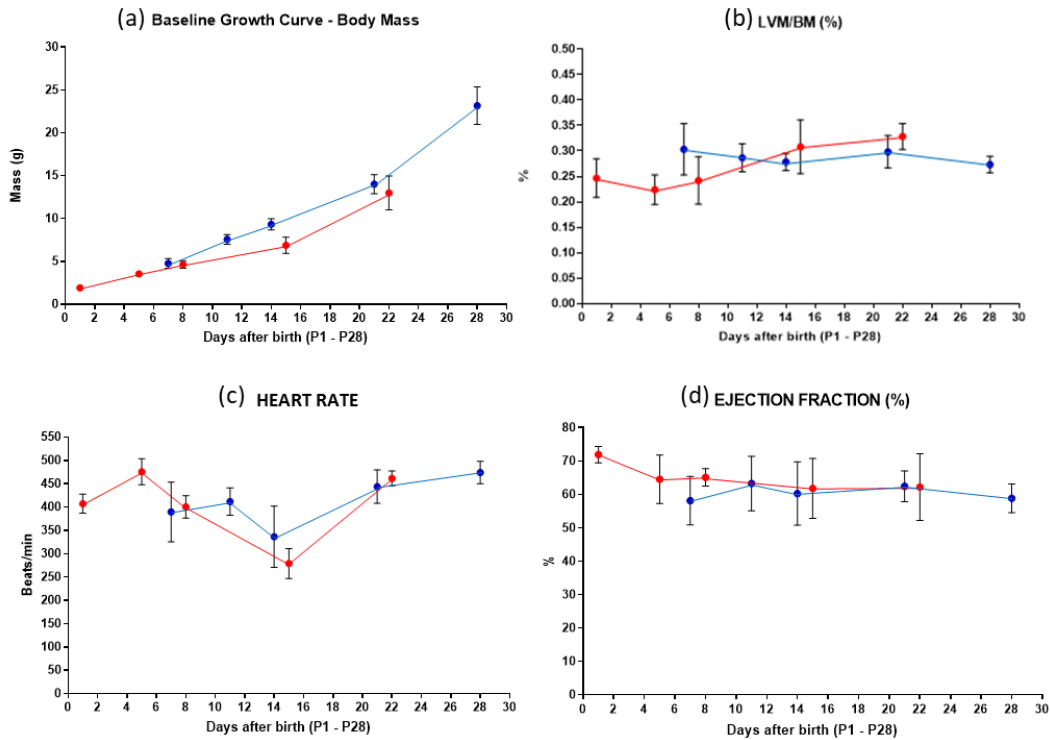 (a) Baseline Growth Curve - Body Mass
30
25
20
15
10
5
0
Mass (g)
0 2 4 6 8 10 12 14 16 18 20 22 24 26 28 30
Days after birth (P1 - P28)
(b) LVM/BM (%)
0.50
0.45
0.40
0.35
0.30
0.25
0.20
0.15
0.10
0.05
0.00
%
0 2 4 6 8 10 12 14 16 18 20 22 24 26 28 30
Days after birth (P1 - P28)
(c) HEART RATE
550
500
450
400
350
300
250
200
150
100
50
0
Beats/min
0 2 4 6 8 10 12 14 16 18 20 22 24 26 28 30
Days after birth (P1 - P28)
(d) EJECTION FRACTION (%)
80
70
60
50
40
30
20
10
0
%
0 2 4 6 8 10 12 14 16 18 20 22 24 26 28 30
Days after birth (P1 - P28)